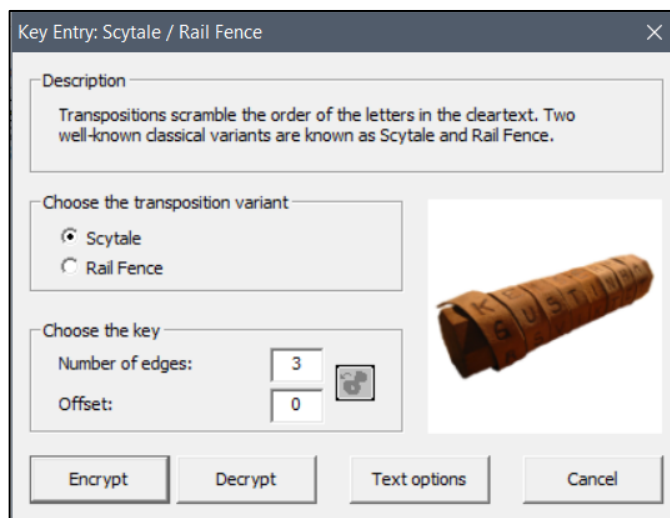 Key Entry: Scytale / Rail Fence
Description
Transpositions scramble the order of the letters in the cleartext. Two
well-known classical variants are known as Scytale and Rail Fence.
Choose the transposition variant
Scytale
Rail Fence
Choose the key
Number of edges: 3
Offset: 0
Encrypt Decrypt Text options Cancel